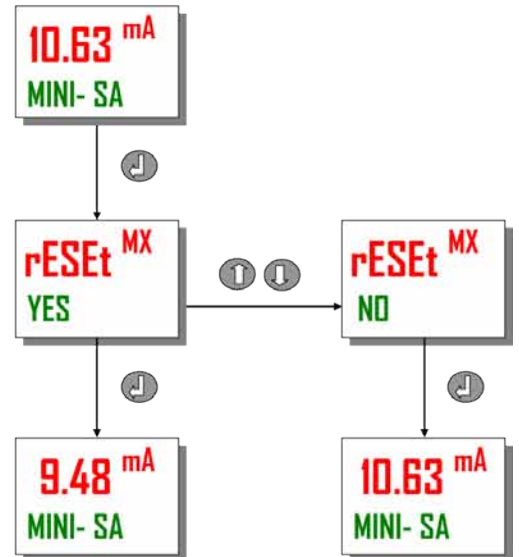 10.63 mA
MINI- SA
rESEt MX
YES
rESEt MX
NO
9.48 mA
MINI- SA
10.63 mA
MINI- SA